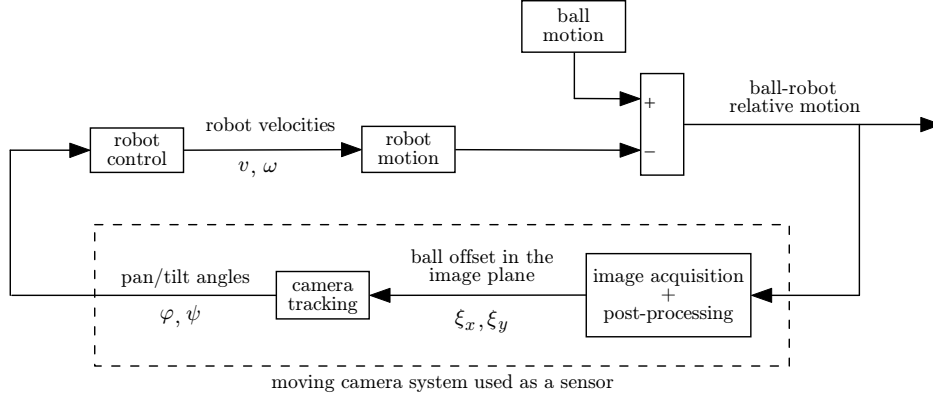 ball
motion
ball-robot
relative motion
+
robot velocities
robot
control
robot
motion
−
v, ω
ball offset in the
image plane
pan/tilt angles
camera
tracking
image acquisition
+
post-processing
φ, ψ
ξx, ξy
moving camera system used as a sensor